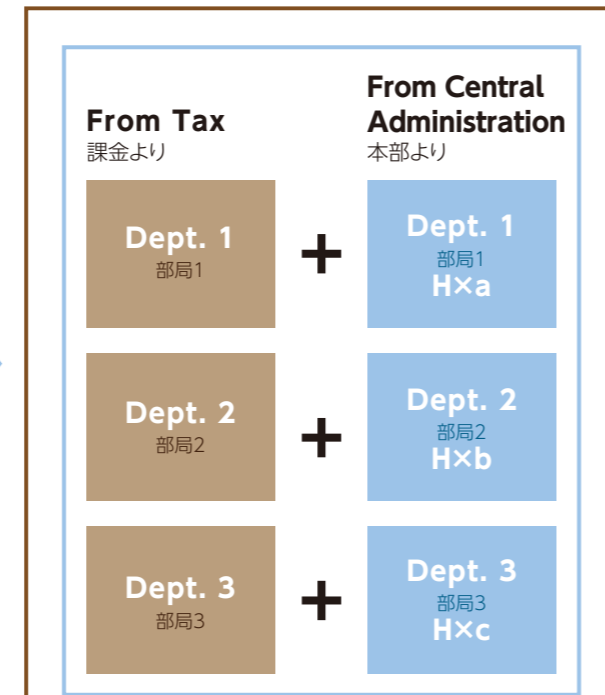 From Tax
課金より
From Central
Administration
本部より
Dept. 1
部局1
+
Dept. 1
部局1
H×a
Dept. 2
部局2
+
Dept. 2
部局2
H×b
Dept. 3
部局3
+
Dept. 3
部局3
H×c